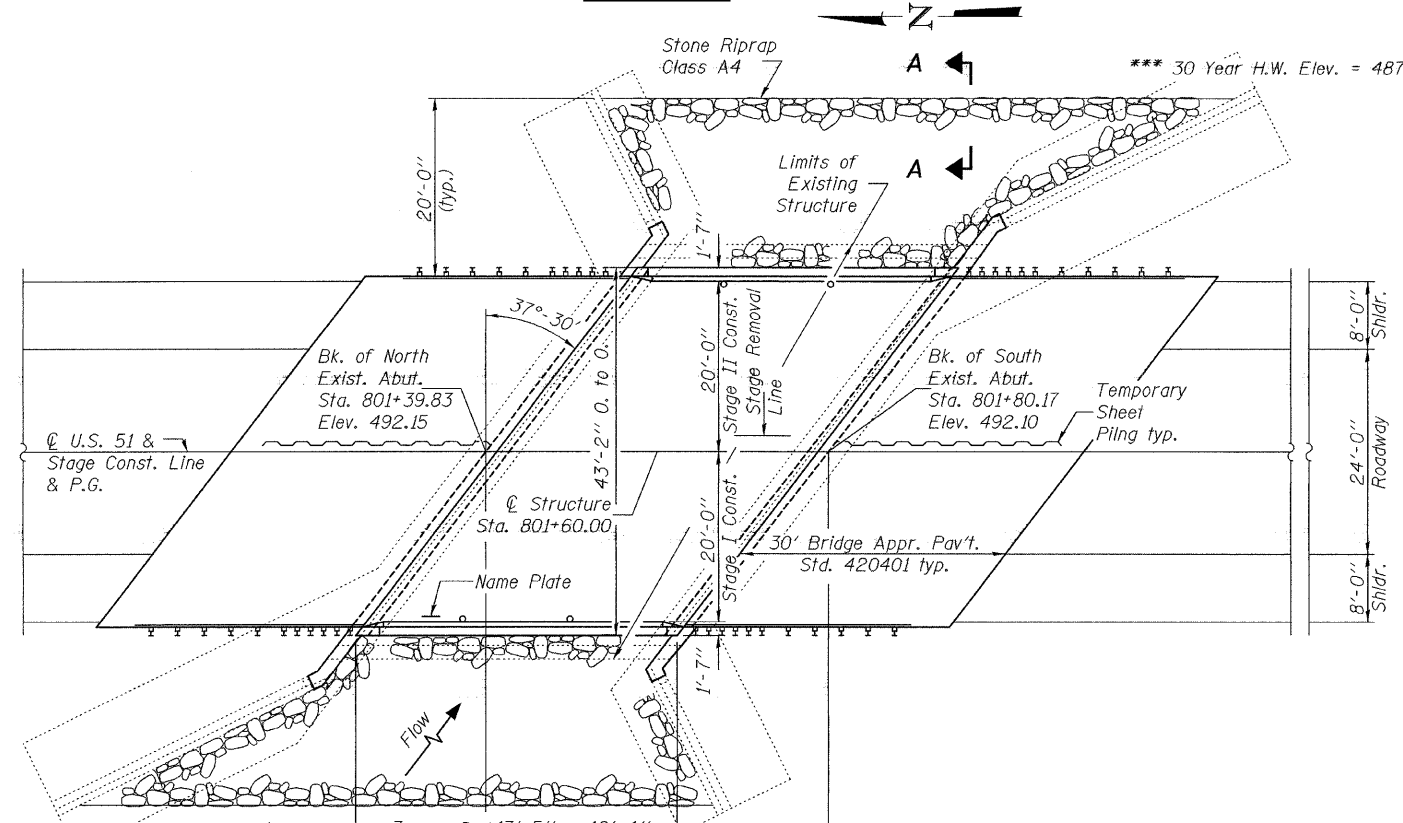 N
Stone Riprap
Class A4
A
*** 30 Year H.W. Elev. = 487
A
Limits of
Existing
Structure
20'-0"
(typ.)
1'-7"
37°-30'
Bk. of North
Exist. Abut.
Sta. 801+39.83
Elev. 492.15
43'-2" O. to O.
20'-0"
Stage II Const.
Stage Removal
Line
Bk. of South
Exist. Abut.
Sta. 801+80.17
Elev. 492.10
Temporary
Sheet
Pilng typ.
8'-0"
Shldr.
24'-0"
Roadway
8'-0"
Shldr.
℄ U.S. 51 &
Stage Const. Line
& P.G.
℄ Structure
Sta. 801+60.00
20'-0"
Stage I Const.
30' Bridge Appr. Pav't.
Std. 420401 typ.
Name Plate
1'-7"
Flow